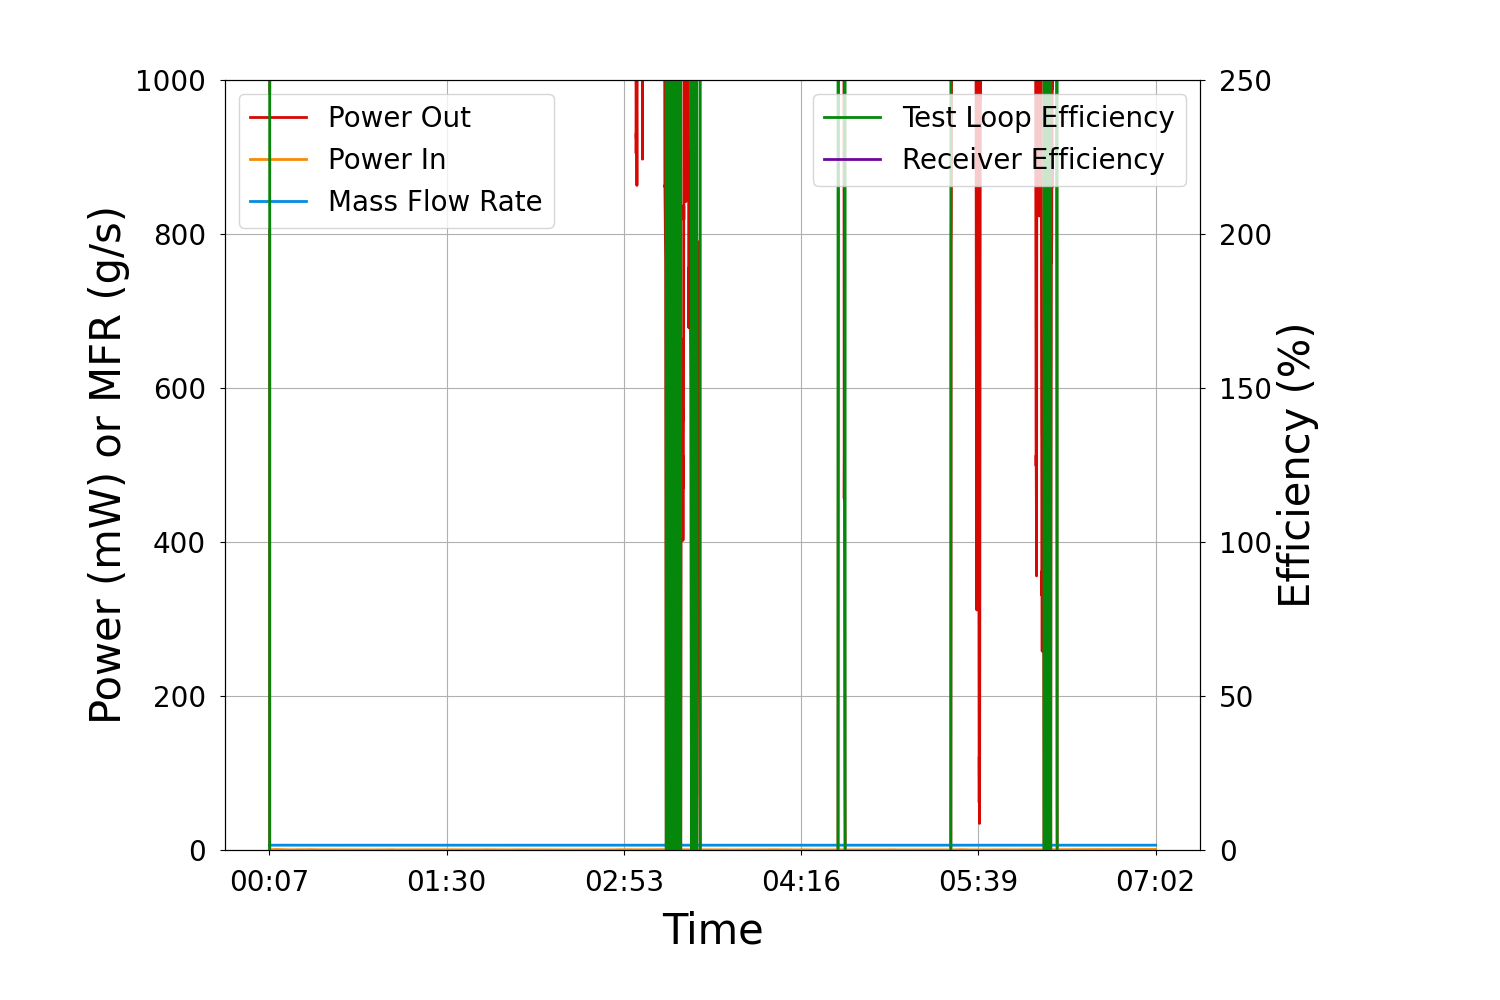 Power Out
Power In
Mass Flow Rate
Test Loop Efficiency
Receiver Efficiency
1000
800
600
400
200
0
Power (mW) or MFR (g/s)
250
200
150
100
50
0
Efficiency (%)
00:07 01:30 02:53 04:16 05:39 07:02
Time